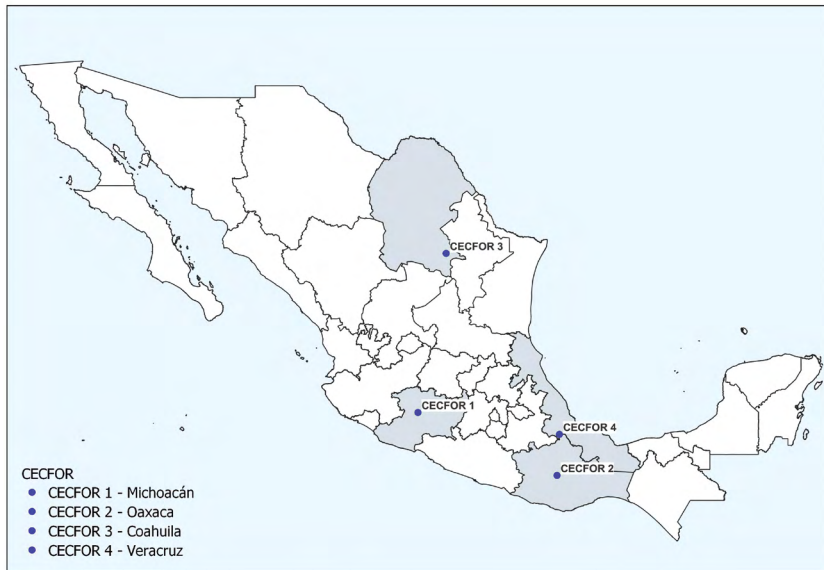 CECFOR 3
CECFOR 1
CECFOR 4
CECFOR 2
CECFOR
CECFOR 1 - Michoacán
CECFOR 2 - Oaxaca
CECFOR 3 - Coahuila
CECFOR 4 - Veracruz